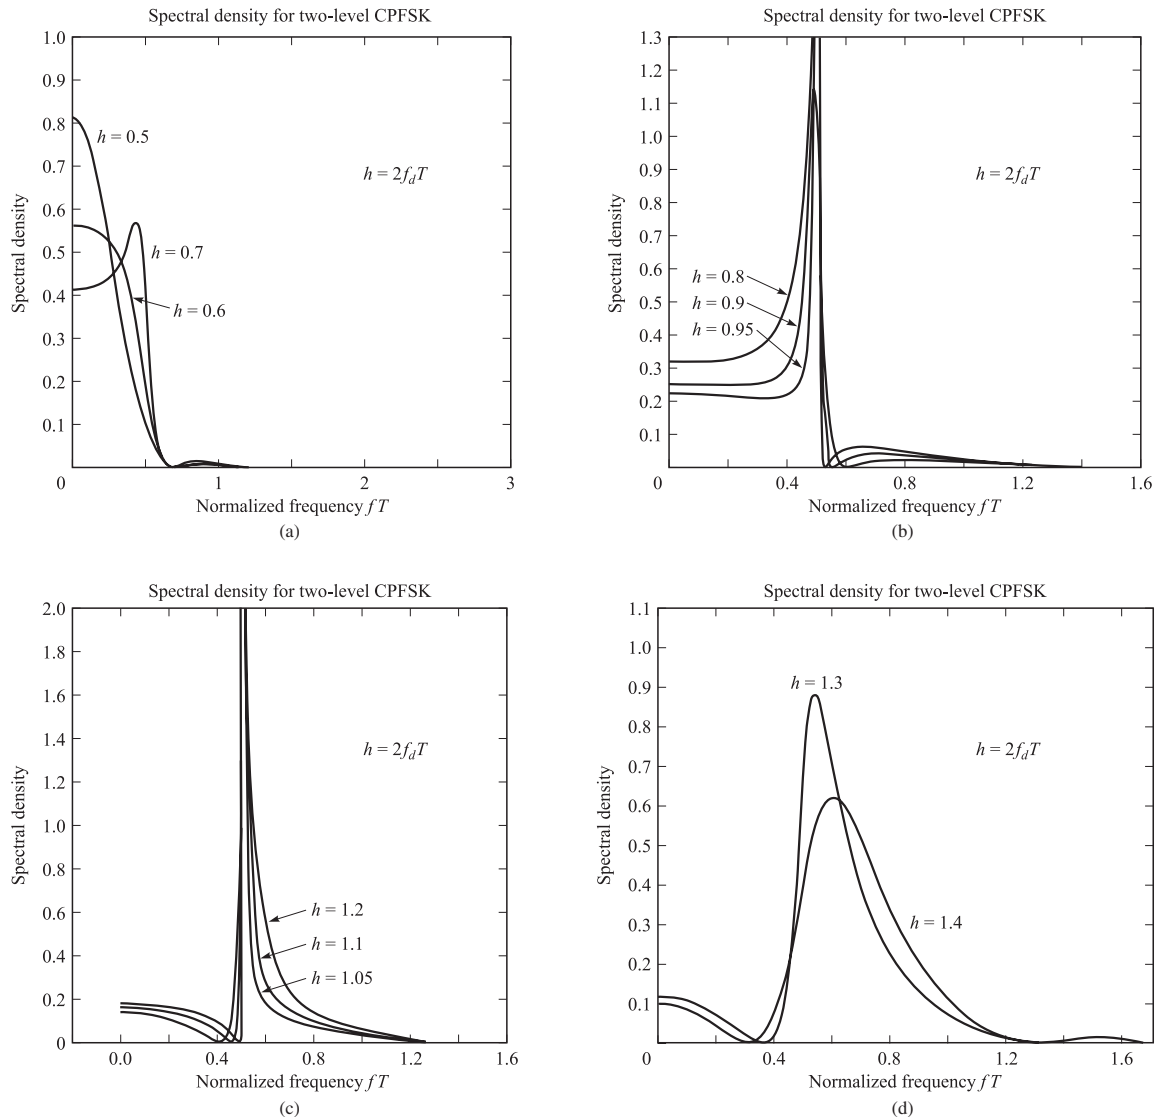 Spectral density for two-level CPFSK
1.0
0.9
0.8
0.7
0.6
0.5
0.4
0.3
0.2
0.1
Spectral density
h = 0.5
h = 2f_dT
h = 0.7
h = 0.6
0
1
2
3
Normalized frequency f T
(a)
Spectral density for two-level CPFSK
1.3
1.2
1.1
1.0
0.9
0.8
0.7
0.6
0.5
0.4
0.3
0.2
0.1
Spectral density
h = 2f_dT
h = 0.8
h = 0.9
h = 0.95
0
0.4
0.8
1.2
1.6
Normalized frequency f T
(b)
Spectral density for two-level CPFSK
2.0
1.8
1.6
1.4
1.2
1.0
0.8
0.6
0.4
0.2
0
Spectral density
h = 2f_dT
h = 1.2
h = 1.1
h = 1.05
0.0
0.4
0.8
1.2
1.6
Normalized frequency f T
(c)
Spectral density for two-level CPFSK
1.1
1.0
0.9
0.8
0.7
0.6
0.5
0.4
0.3
0.2
0.1
Spectral density
h = 1.3
h = 2f_dT
h = 1.4
0
0.4
0.8
1.2
1.6
Normalized frequency f T
(d)